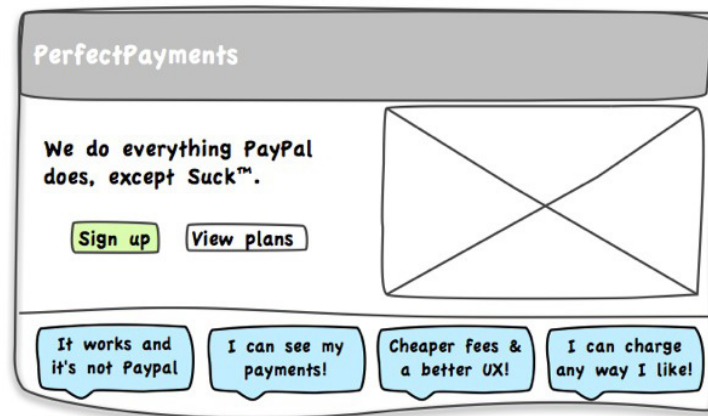 PerfectPayments
We do everything PayPal
does, except Suck™.
Sign up
View plans
It works and
it's not Paypal
I can see my
payments!
Cheaper fees &
a better UX!
I can charge
any way I like!